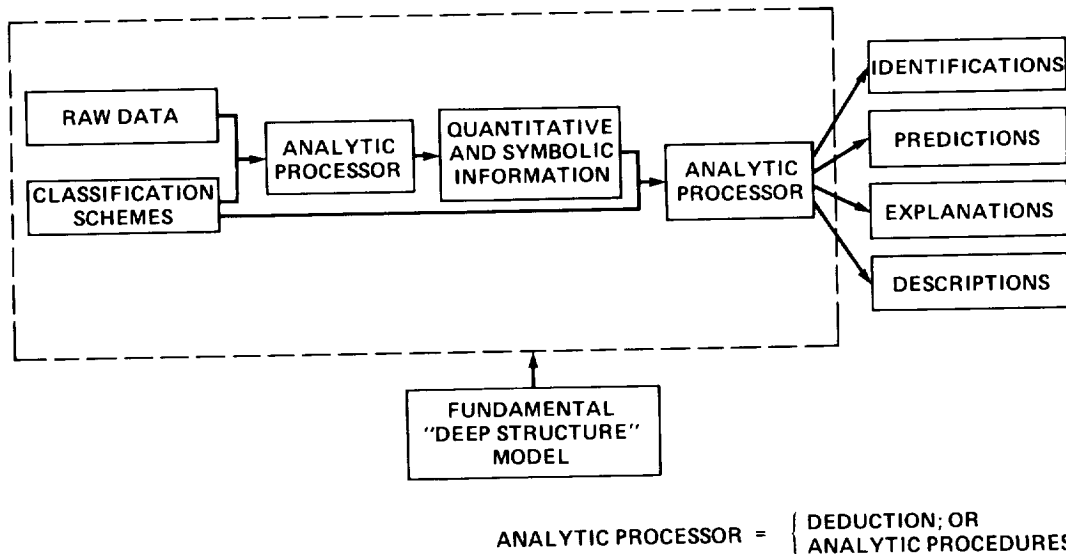 RAW DATA
CLASSIFICATION
SCHEMES
ANALYTIC
PROCESSOR
QUANTITATIVE
AND SYMBOLIC
INFORMATION
ANALYTIC
PROCESSOR
IDENTIFICATIONS
PREDICTIONS
EXPLANATIONS
DESCRIPTIONS
FUNDAMENTAL
"DEEP STRUCTURE"
MODEL
ANALYTIC PROCESSOR = { DEDUCTION; OR
ANALYTIC PROCEDURES